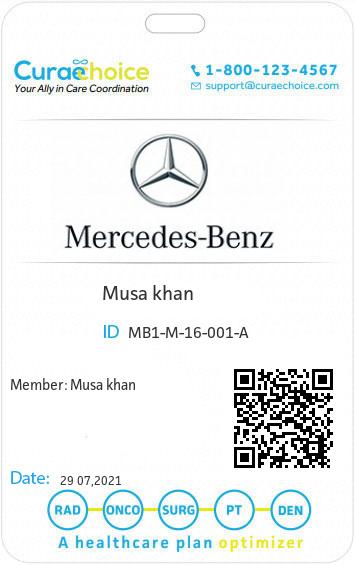 Curaechoice
Your Ally in Care Coordination
1-800-123-4567
support@curaechoice.com
Mercedes-Benz
Musa khan
ID MB1-M-16-001-A
Member: Musa khan
Date: 29 07,2021
RAD ONCO SURG PT DEN
A healthcare plan optimizer